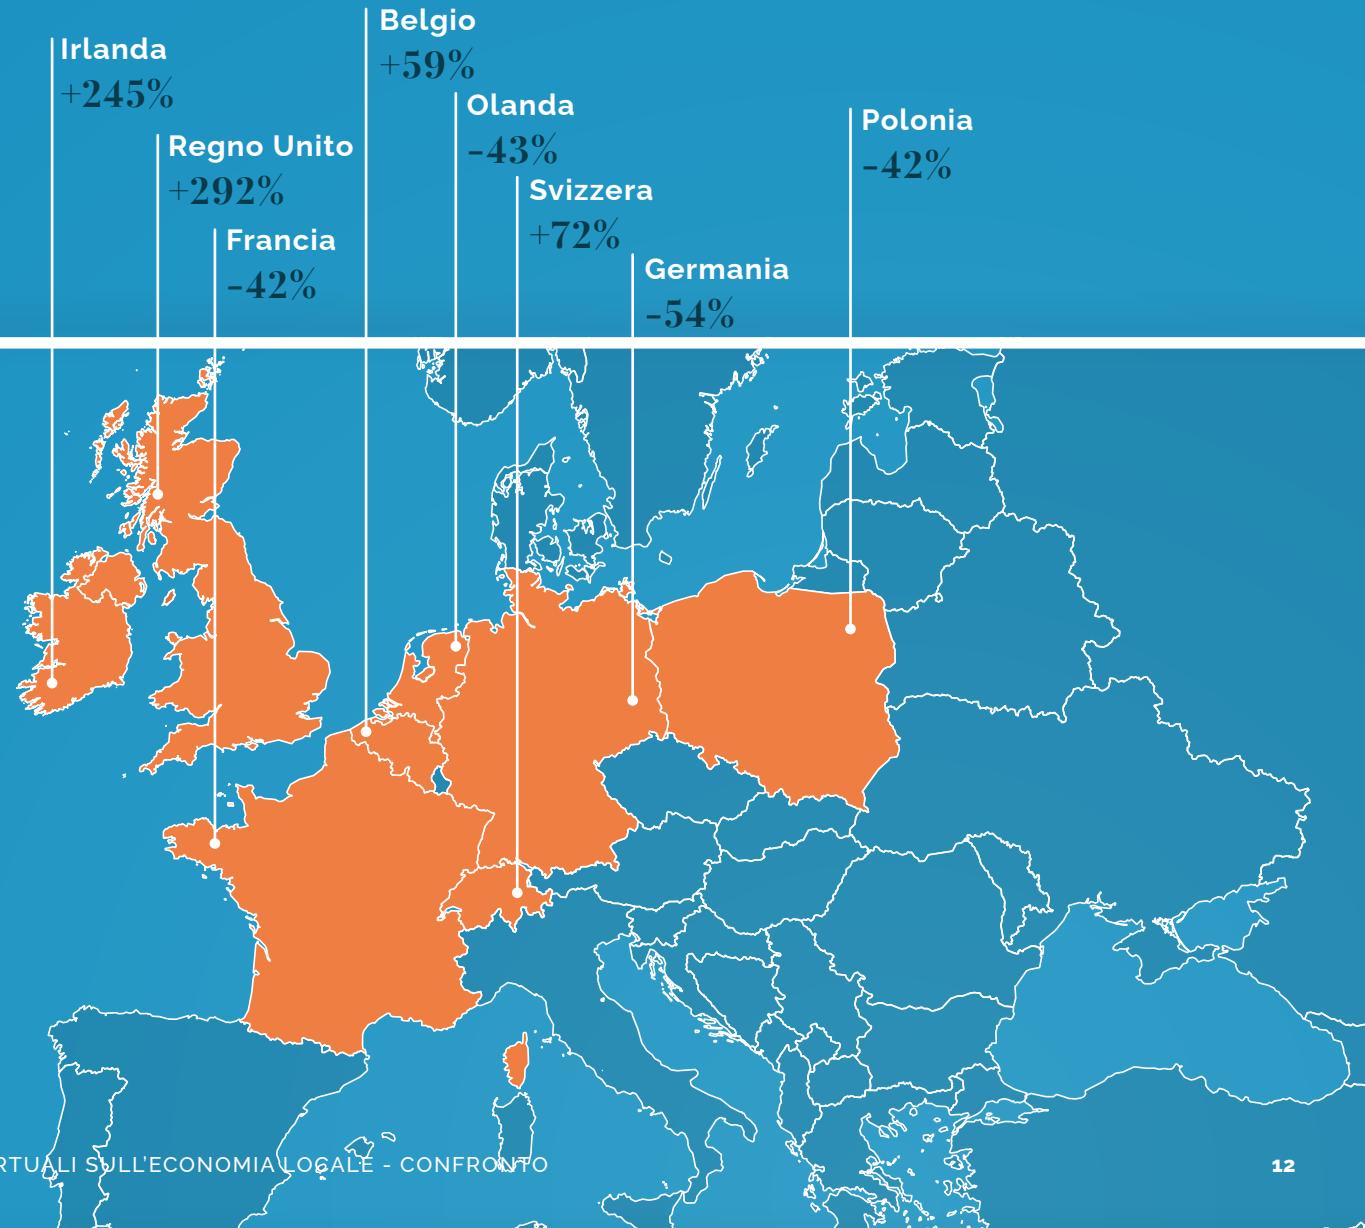 Irlanda
+245%
Regno Unito
+292%
Francia
-42%
Belgio
+59%
Olanda
-43%
Svizzera
+72%
Germania
-54%
Polonia
-42%
RTUALI SULL'ECONOMIA LOCALE - CONFRONTO
12